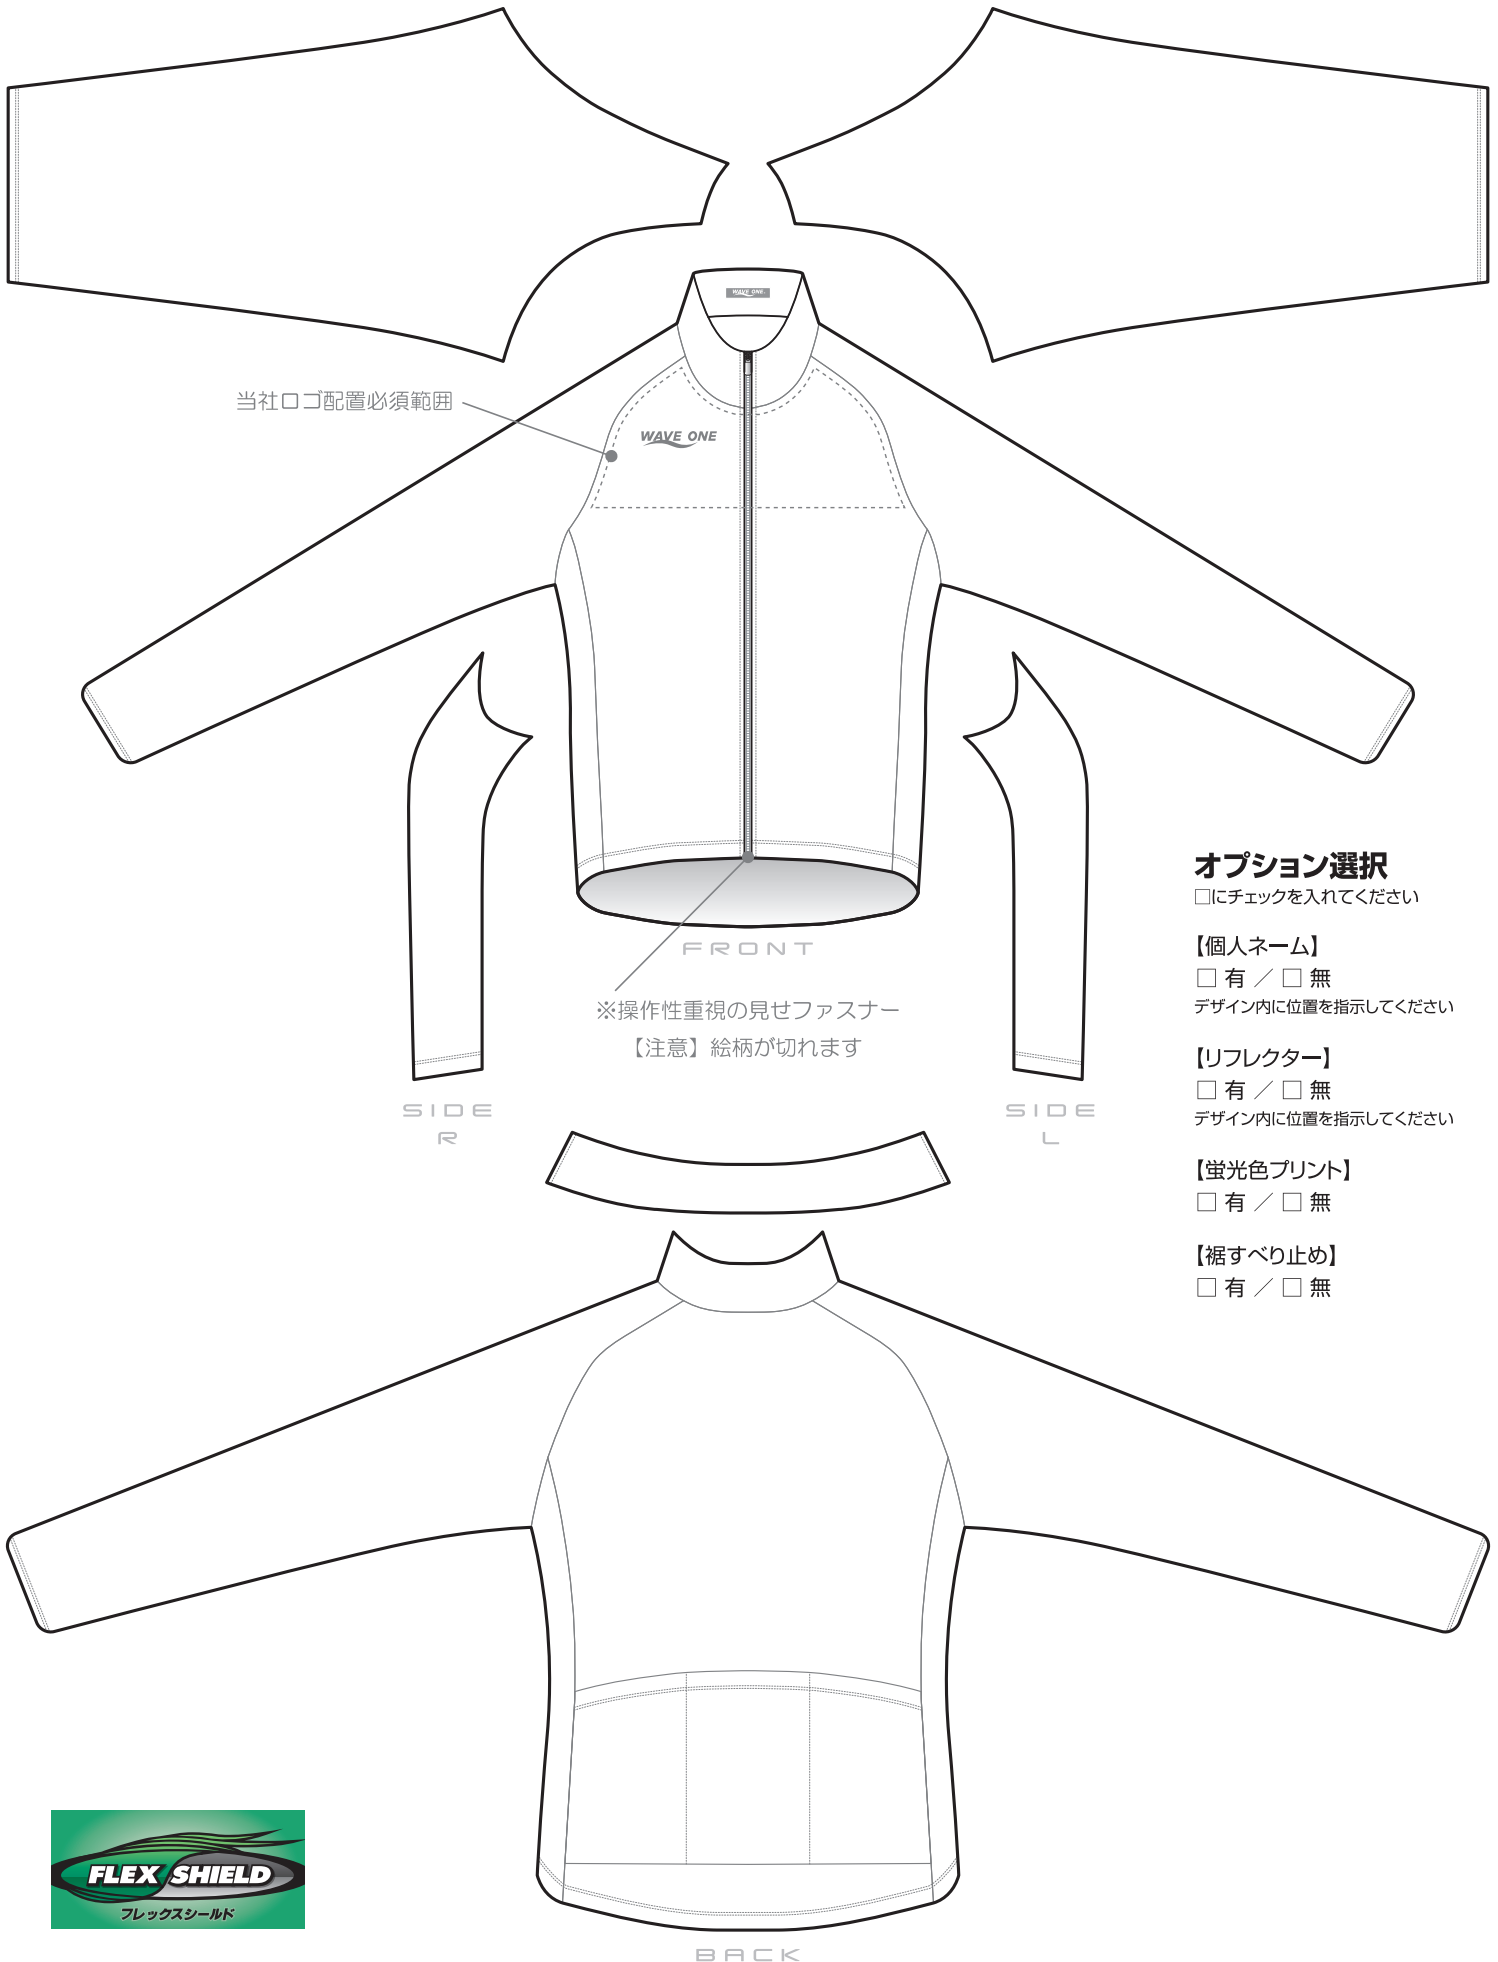 WAVE ONE
当社ロゴ配置必須範囲
WAVE ONE
FRONT
※操作性重視の見せファスナー
【注意】絵柄が切れます
SIDE
R
SIDE
L
オプション選択
□にチェックを入れてください
【個人ネーム】
□ 有 ／ □ 無
デザイン内に位置を指示してください
【リフレクター】
□ 有 ／ □ 無
デザイン内に位置を指示してください
【蛍光色プリント】
□ 有 ／ □ 無
【裾すべり止め】
□ 有 ／ □ 無
FLEX SHIELD
フレックスシールド
BACK